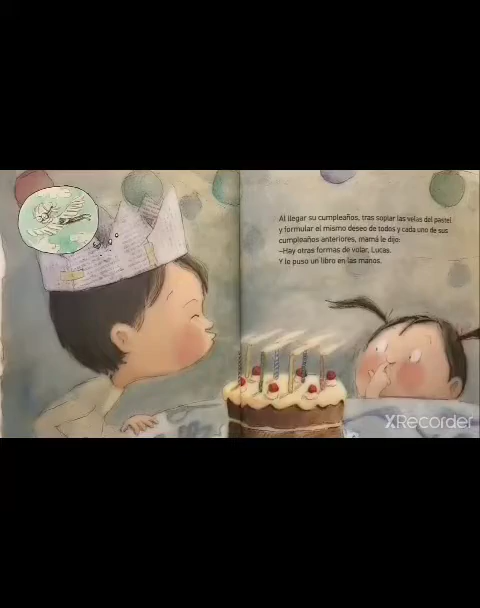 Al llegar su cumpleaños, tras soplar las velas del pastel
y formular el mismo deseo de todos y cada uno de sus
cumpleaños anteriores, mamá le dijo:
–Hay otras formas de volar, Lucas.
Y le puso un libro en las manos.
XRecorder